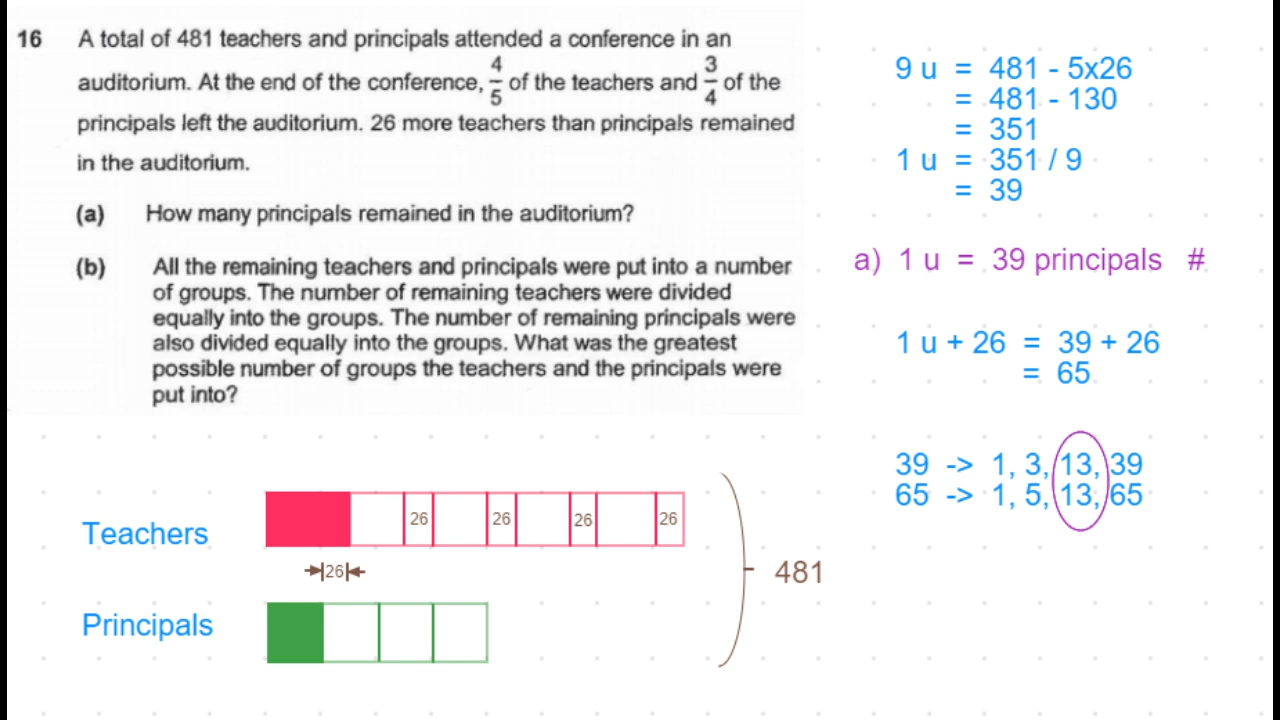 16 A total of 481 teachers and principals attended a conference in an
auditorium. At the end of the conference, 4/5 of the teachers and 3/4 of the
principals left the auditorium. 26 more teachers than principals remained
in the auditorium.
(a) How many principals remained in the auditorium?
(b) All the remaining teachers and principals were put into a number
of groups. The number of remaining teachers were divided
equally into the groups. The number of remaining principals were
also divided equally into the groups. What was the greatest
possible number of groups the teachers and the principals were
put into?
Teachers
26 26 26 26
26
481
Principals
9 u = 481 - 5x26
= 481 - 130
= 351
1 u = 351 / 9
= 39
a) 1 u = 39 principals #
1 u + 26 = 39 + 26
= 65
39 -> 1, 3, 13, 39
65 -> 1, 5, 13, 65